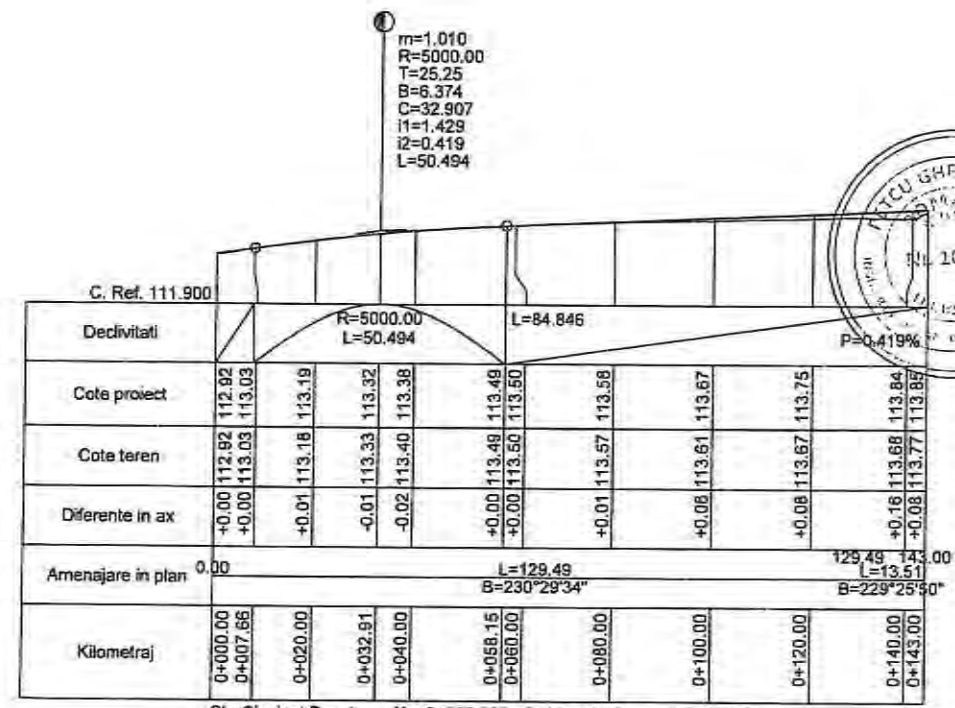 m=1.010
R=5000.00
T=25.25
B=6.374
C=32.907
i1=1.429
i2=0.419
L=50.494
C. Ref. 111.900
Declivitati
R=5000.00
L=50.494
L=84.846
P=0.419%
Cote proiect 112.92 113.03 113.19 113.32 113.38 113.49 113.50 113.58 113.67 113.75 113.84 113.85
Cote teren 112.92 113.03 113.18 113.33 113.40 113.49 113.50 113.57 113.61 113.67 113.68 113.77
Diferente in ax +0.00 +0.00 +0.01 -0.01 -0.02 +0.00 +0.00 +0.01 +0.06 +0.08 +0.16 +0.08
Amenajare in plan 0.00 L=129.49 129.49 143.00
B=230°29'34" L=13.51
B=229°25'50"
Kilometraj 0+000.00 0+007.66 0+020.00 0+032.91 0+040.00 0+058.15 0+060.00 0+080.00 0+100.00 0+120.00 0+140.00 0+143.00